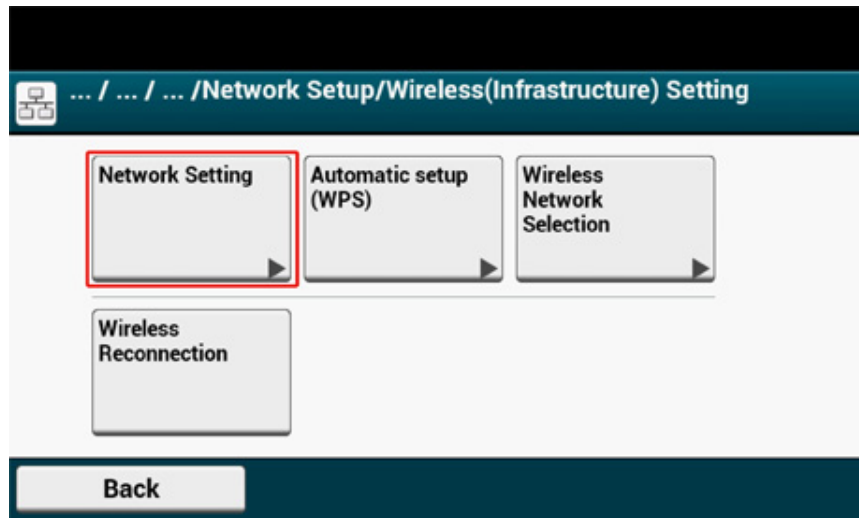 ... / ... / ... /Network Setup/Wireless(Infrastructure) Setting
Network Setting
Automatic setup
(WPS)
Wireless
Network
Selection
Wireless
Reconnection
Back